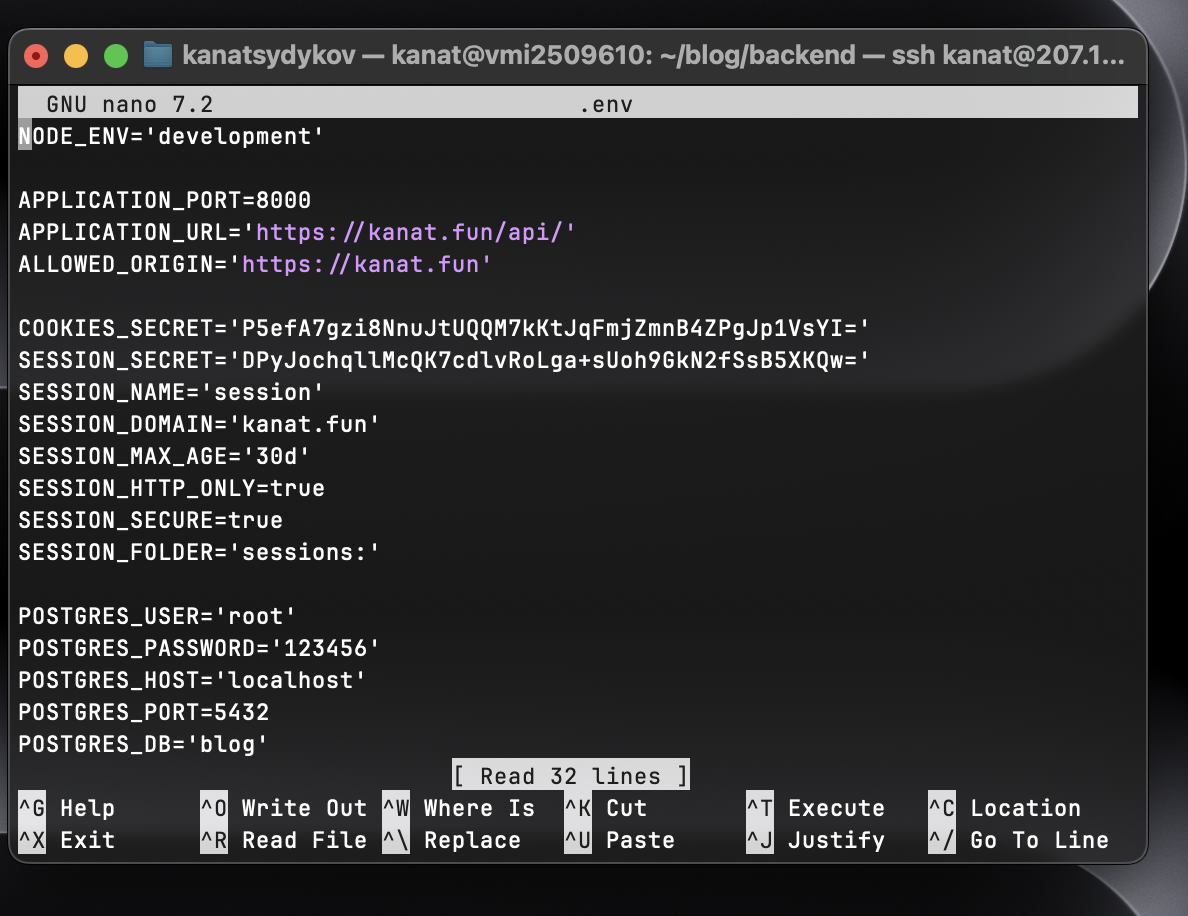 kanatsydykov — kanat@vmi2509610: ~/blog/backend — ssh kanat@207.1...
GNU nano 7.2 .env
NODE_ENV='development'
APPLICATION_PORT=8000
APPLICATION_URL='https://kanat.fun/api/'
ALLOWED_ORIGIN='https://kanat.fun'
COOKIES_SECRET='P5efA7gzi8NnuJtUQQM7kKtJqFmjZmnB4ZPgJp1VsYI='
SESSION_SECRET='DPyJochqllMcQK7cdlvRoLga+sUoh9GkN2fSsB5XKQw='
SESSION_NAME='session'
SESSION_DOMAIN='kanat.fun'
SESSION_MAX_AGE='30d'
SESSION_HTTP_ONLY=true
SESSION_SECURE=true
SESSION_FOLDER='sessions:'
POSTGRES_USER='root'
POSTGRES_PASSWORD='123456'
POSTGRES_HOST='localhost'
POSTGRES_PORT=5432
POSTGRES_DB='blog'
[ Read 32 lines ]
^G Help ^O Write Out ^W Where Is ^K Cut ^T Execute ^C Location
^X Exit ^R Read File ^\ Replace ^U Paste ^J Justify ^/ Go To Line